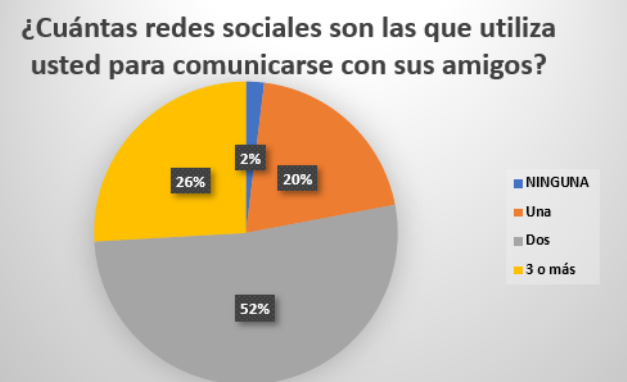 ¿Cuántas redes sociales son las que utiliza
usted para comunicarse con sus amigos?
2%
20%
26%
52%
NINGUNA
Una
Dos
3 o más